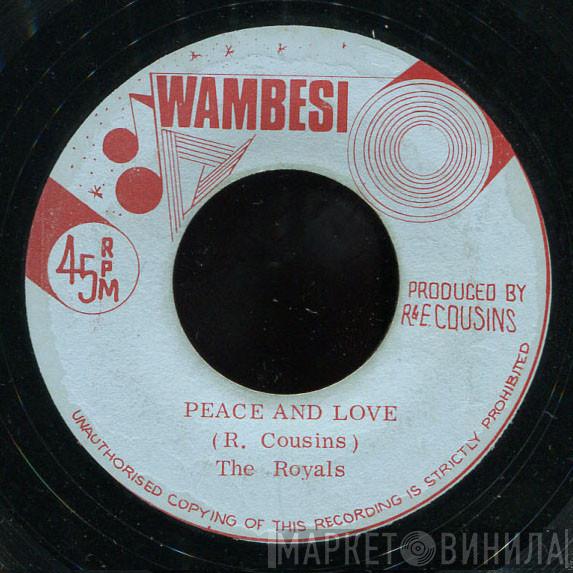 WAMBESI
45 RPM
PRODUCED BY
R&E. COUSINS
PEACE AND LOVE
(R. Cousins)
The Royals
UNAUTHORISED COPYING OF THIS RECORDING IS STRICTLY PROHIBITED
МАРКЕТ ВИНИЛА